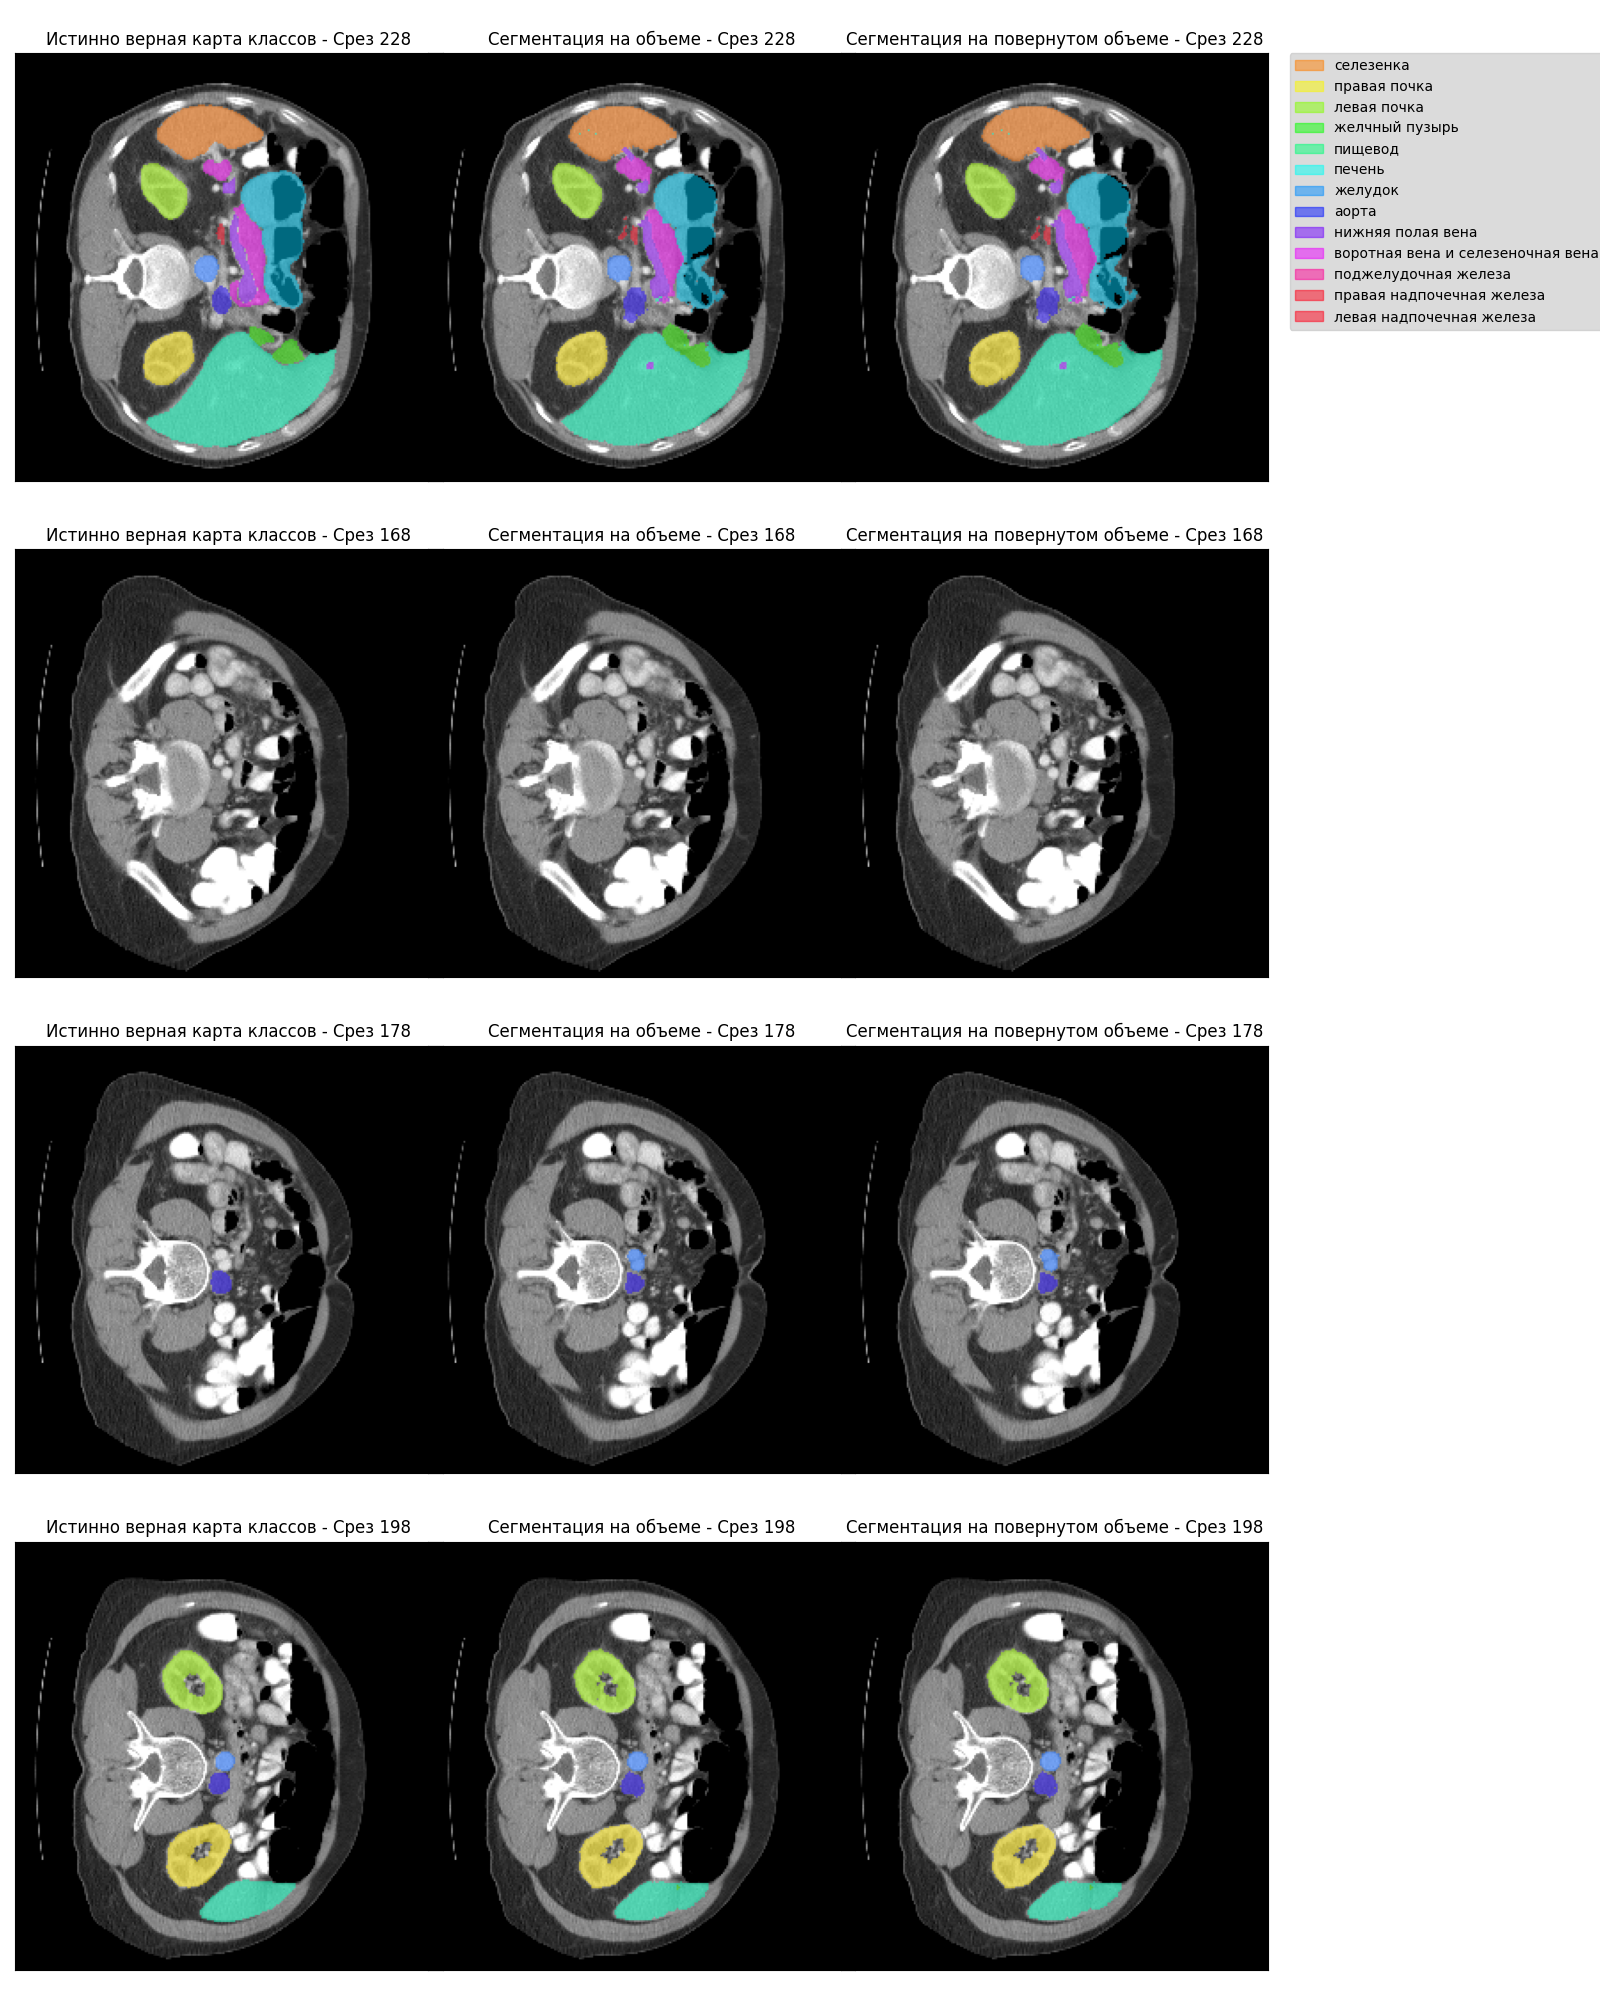 Истинно верная карта классов - Срез 228
Сегментация на объеме - Срез 228
Сегментация на повернутом объеме - Срез 228
селезенка
правая почка
левая почка
желчный пузырь
пищевод
печень
желудок
аорта
нижняя полая вена
воротная вена и селезеночная вена
поджелудочная железа
правая надпочечная железа
левая надпочечная железа
Истинно верная карта классов - Срез 168
Сегментация на объеме - Срез 168
Сегментация на повернутом объеме - Срез 168
Истинно верная карта классов - Срез 178
Сегментация на объеме - Срез 178
Сегментация на повернутом объеме - Срез 178
Истинно верная карта классов - Срез 198
Сегментация на объеме - Срез 198
Сегментация на повернутом объеме - Срез 198